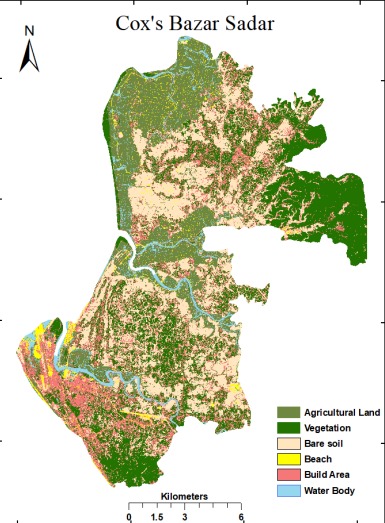 Cox's Bazar Sadar
N
Agricultural Land
Vegetation
Bare soil
Beach
Build Area
Water Body
Kilometers
0 1.5 3 6